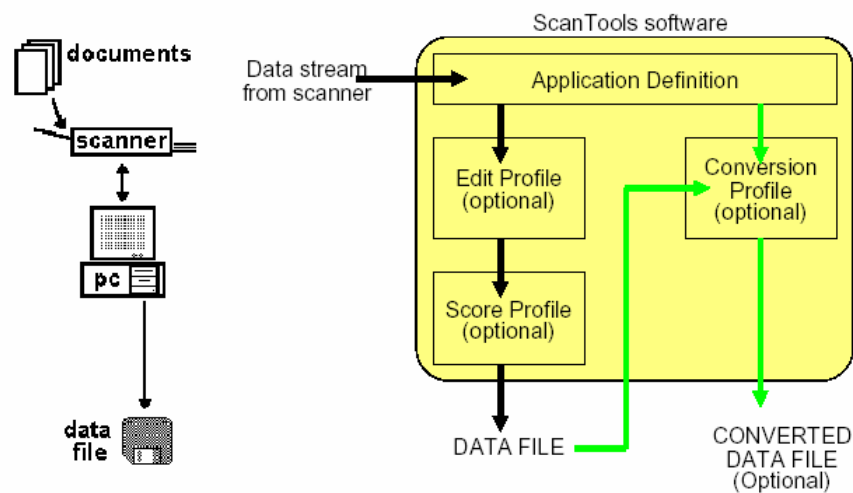 documents
scanner
pc
data
file
ScanTools software
Data stream
from scanner
Application Definition
Edit Profile
(optional)
Conversion
Profile
(optional)
Score Profile
(optional)
DATA FILE
CONVERTED
DATA FILE
(Optional)